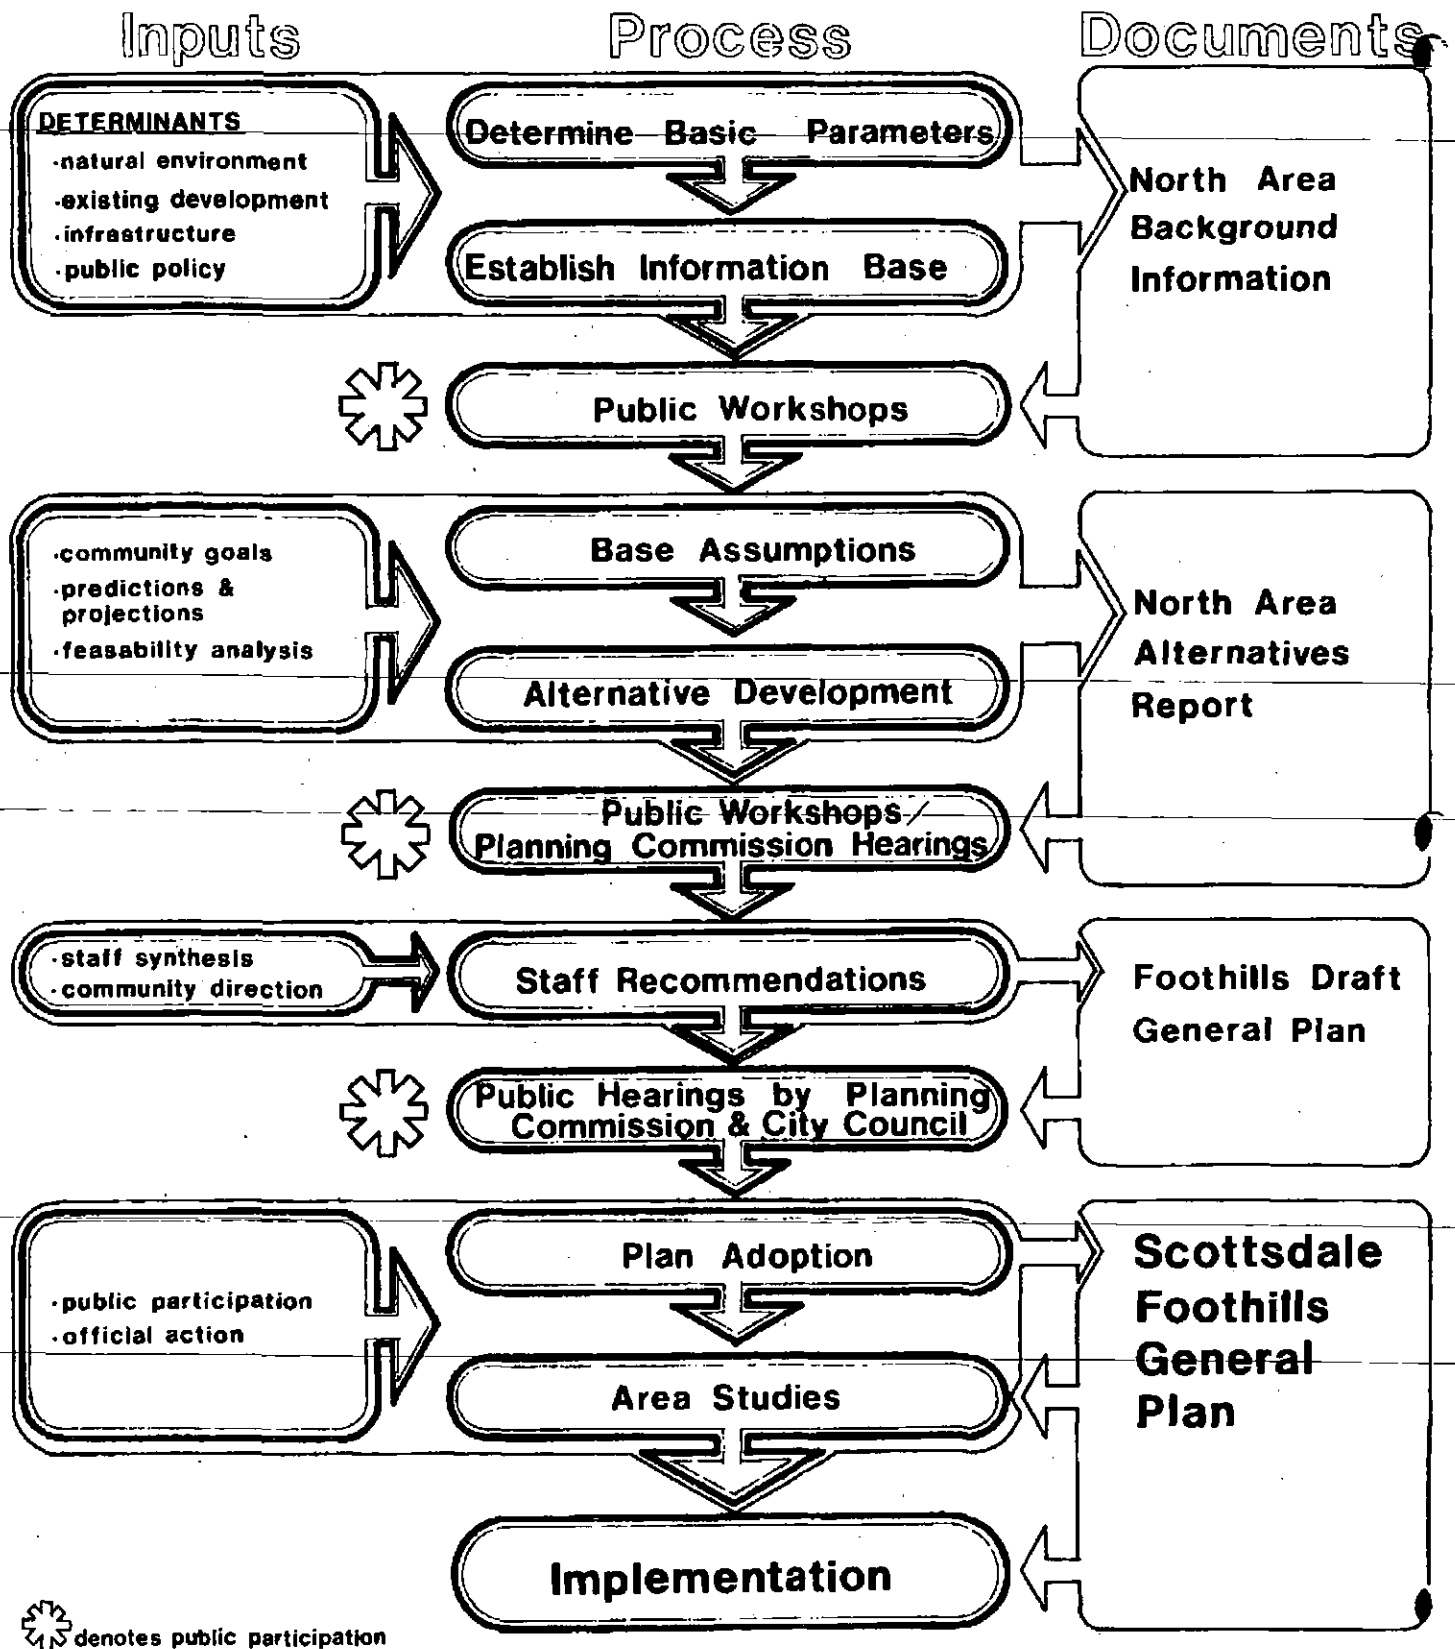 Inputs
Process
Documents
DETERMINANTS
·natural environment
·existing development
·infrastructure
·public policy
Determine Basic Parameters
Establish Information Base
North Area
Background
Information
Public Workshops
·community goals
·predictions &
projections
·feasability analysis
Base Assumptions
Alternative Development
North Area
Alternatives
Report
Public Workshops/
Planning Commission Hearings
·staff synthesis
·community direction
Staff Recommendations
Foothills Draft
General Plan
Public Hearings by Planning
Commission & City Council
·public participation
·official action
Plan Adoption
Area Studies
Scottsdale
Foothills
General
Plan
Implementation
denotes public participation